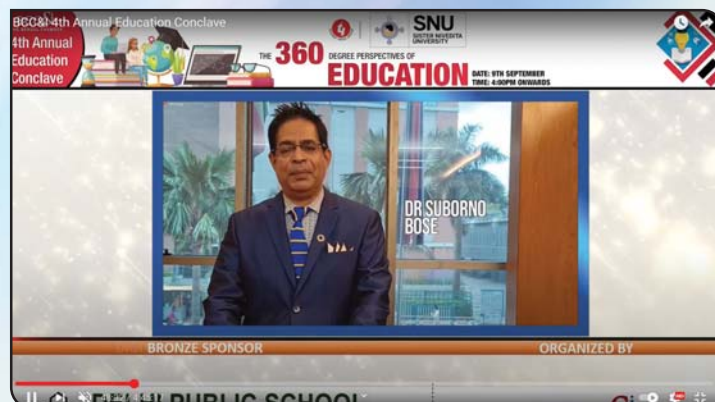 BCC&I 4th Annual Education Conclave
4th Annual
Education
Conclave
SNU
SISTER NIVEDITA
UNIVERSITY
THE 360 DEGREE PERSPECTIVES OF
EDUCATION
DATE: 9TH SEPTEMBER
TIME: 4:00PM ONWARDS
DR SUBORNO
BOSE
BRONZE SPONSOR
ORGANIZED BY
PUBLIC SCHOOL